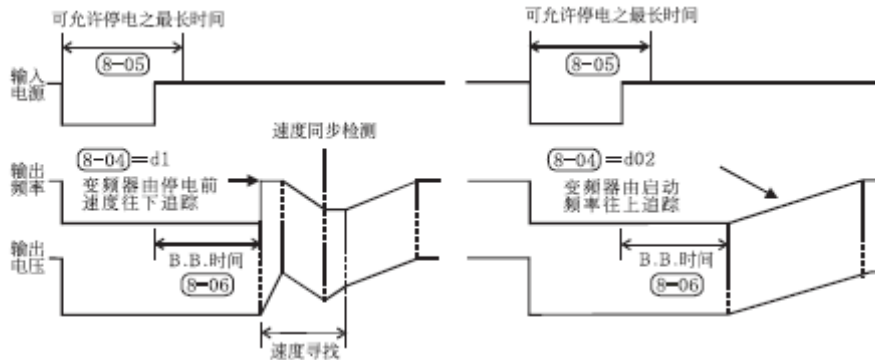 可允许停电之最长时间
8-05
输入
电源
速度同步检测
8-04=d1
输出
频率
变频器由停电前
速度往下追踪
B.B.时间
8-06
输出
电压
速度寻找
可允许停电之最长时间
8-05
8-04=d02
变频器由启动
频率往上追踪
B.B.时间
8-06